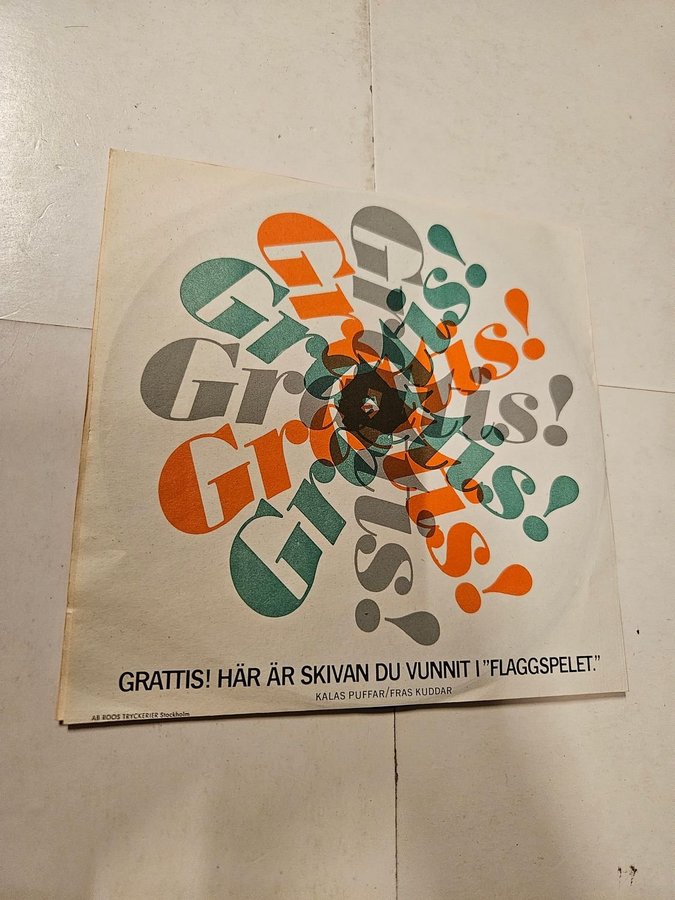 Grattis!
Grattis!
Grattis!
Grattis!
Grattis!
Grattis!
Grattis!
GRATTIS! HÄR ÄR SKIVAN DU VUNNIT I "FLAGGSPELET."
KALAS PUFFAR/FRAS KUDDAR
AB ROOS TRYCKERIER Stockholm